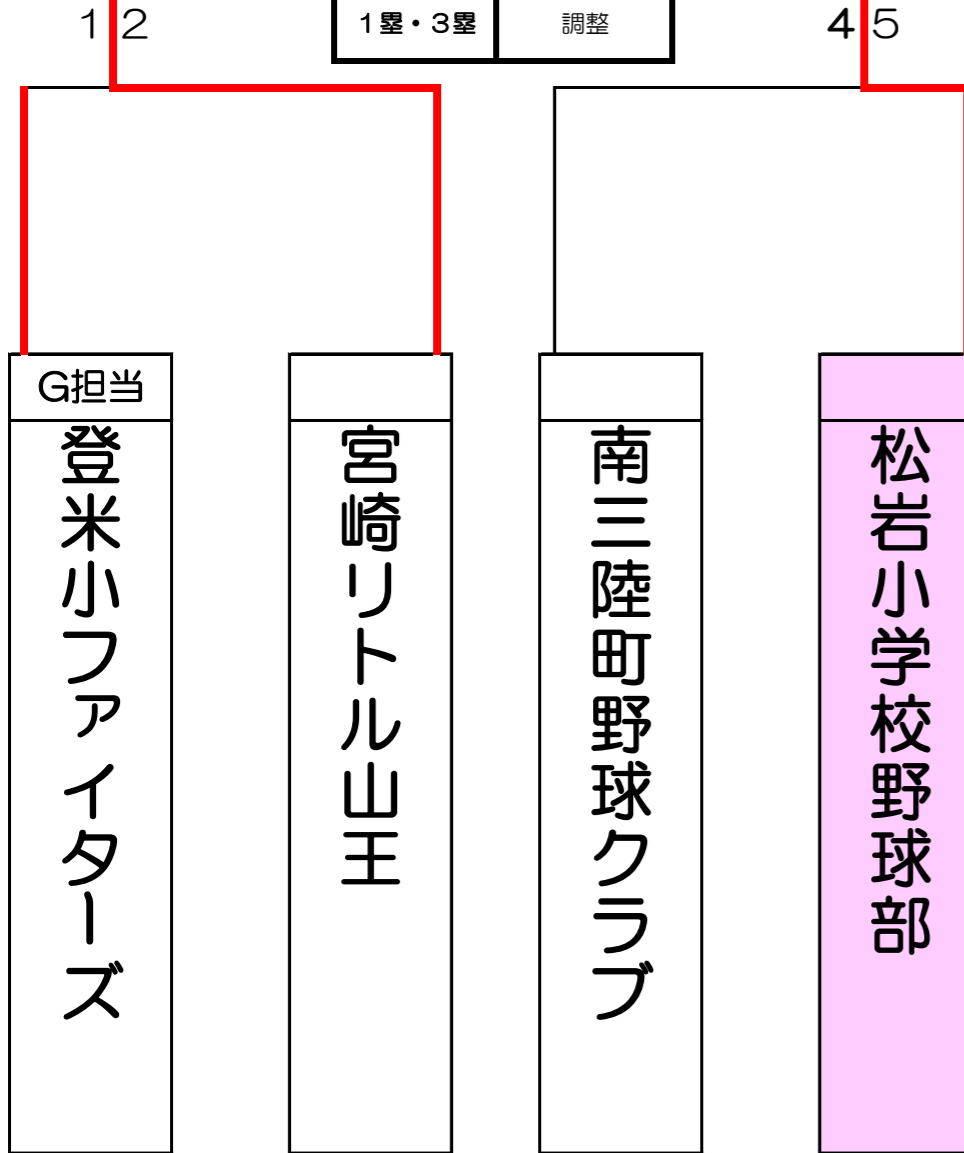 １ 2
１塁・３塁 調整
４ 5
G担当
登米小ファイターズ
宮崎リトル山王
南三陸町野球クラブ
松岩小学校野球部